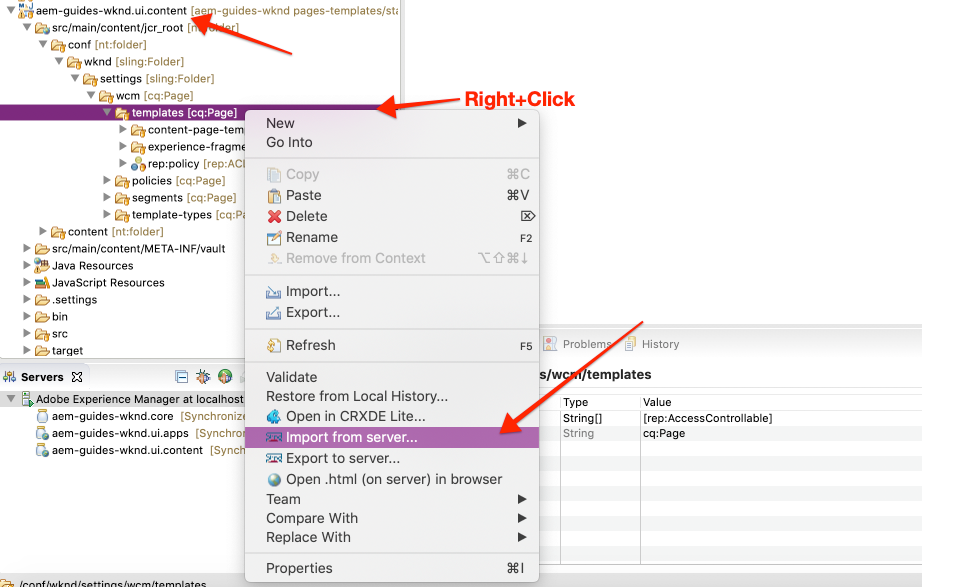 aem-guides-wknd.ui.content [aem-guides-wknd pages-templates/sta
src/main/content/jcr_root [nt:folder]
conf [nt:folder]
wknd [sling:Folder]
settings [sling:Folder]
wcm [cq:Page]
templates [cq:Page]
content-page-tem
experience-fragme
rep:policy [rep:ACL
policies [cq:Page]
segments [cq:Page]
template-types [cq:Pa
content [nt:folder]
src/main/content/META-INF/vault
Java Resources
JavaScript Resources
.settings
bin
src
target
Right+Click
New
Go Into
Copy ⌘C
Paste ⌘V
Delete ⌦
Rename F2
Remove from Context ⌥⇧⌘↓
Import...
Export...
Refresh F5
Validate
Restore from Local History...
Open in CRXDE Lite...
Import from server...
Export to server...
Open .html (on server) in browser
Team
Compare With
Replace With
Properties ⌘I
Servers
Adobe Experience Manager at localhost
aem-guides-wknd.core [Synchronize
aem-guides-wknd.ui.apps [Synchron
aem-guides-wknd.ui.content [Synch
Problems History
s/wcm/templates
Type Value
String[] [rep:AccessControllable]
String cq:Page
/conf/wknd/settings/wcm/templates